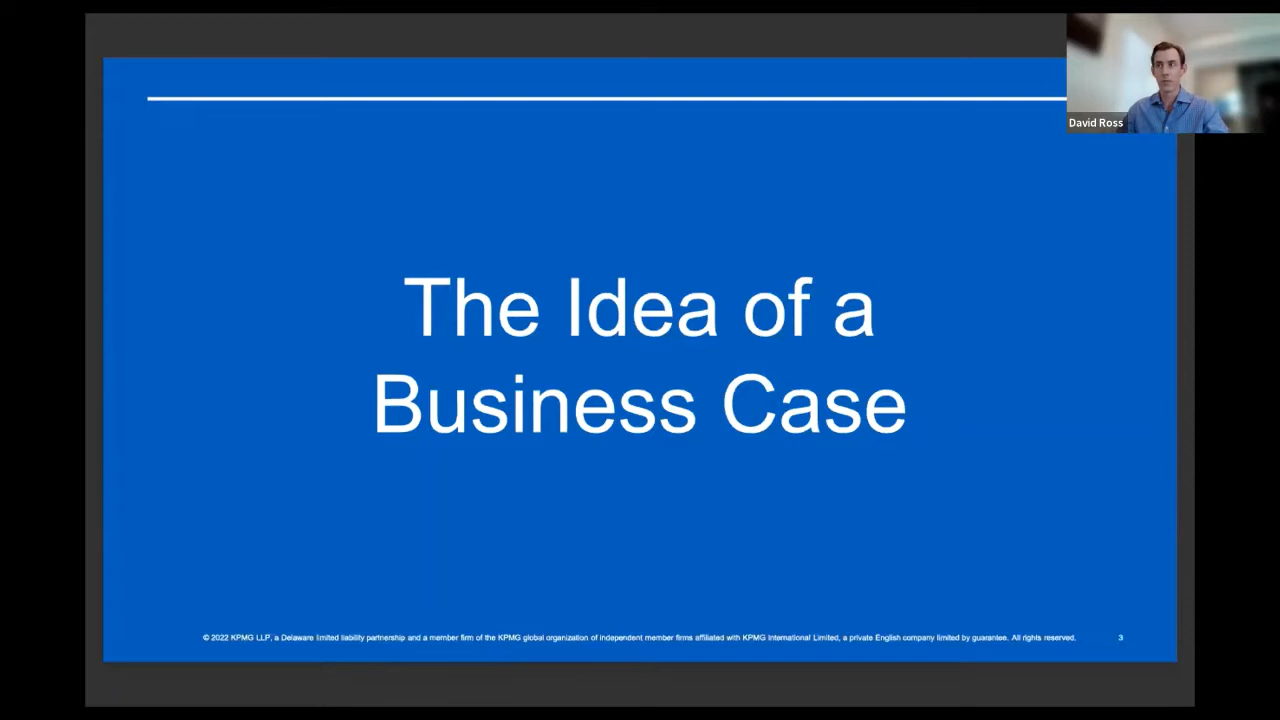 David Ross
The Idea of a
Business Case
© 2022 KPMG LLP, a Delaware limited liability partnership and a member firm of the KPMG global organization of independent member firms affiliated with KPMG International Limited, a private English company limited by guarantee. All rights reserved.
3